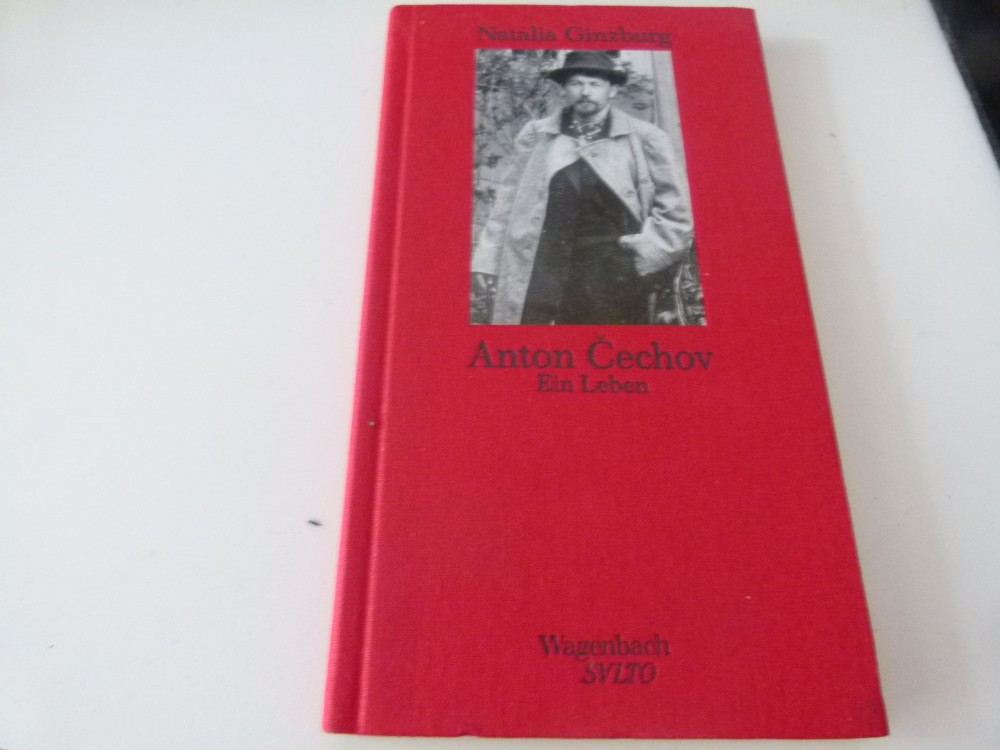 Natalia Ginzburg
Anton Čechov
Ein Leben
Wagenbach
SVLTO